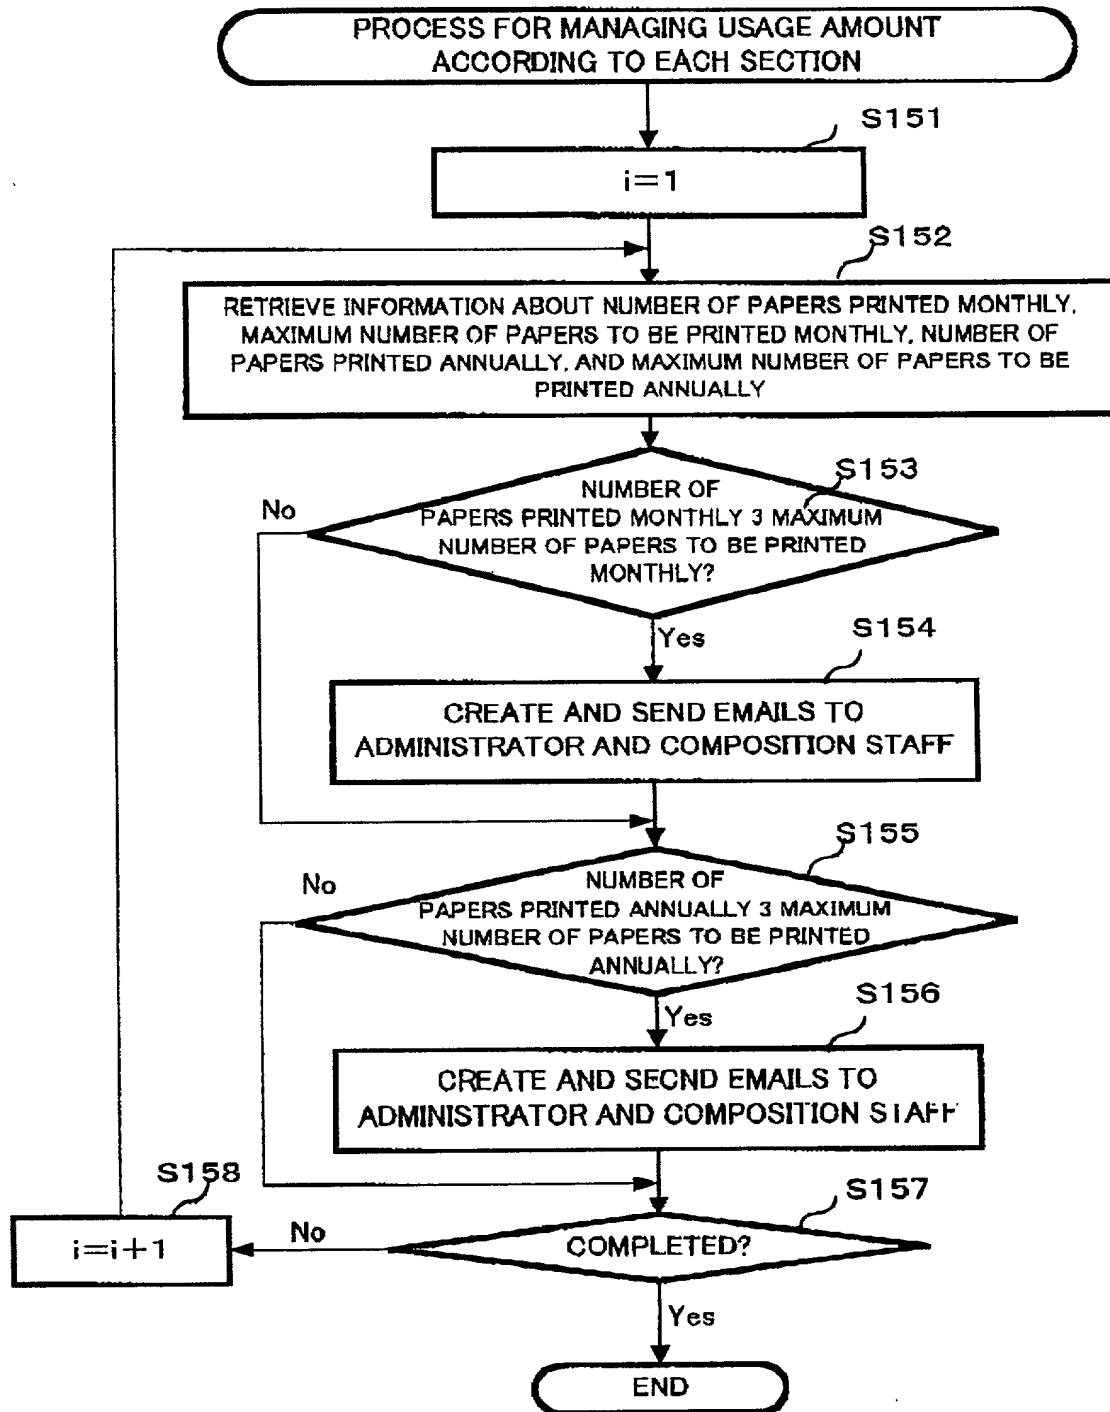 PROCESS FOR MANAGING USAGE AMOUNT
ACCORDING TO EACH SECTION
S151
i=1
S152
RETRIEVE INFORMATION ABOUT NUMBER OF PAPERS PRINTED MONTHLY,
MAXIMUM NUMBER OF PAPERS TO BE PRINTED MONTHLY, NUMBER OF
PAPERS PRINTED ANNUALLY, AND MAXIMUM NUMBER OF PAPERS TO BE
PRINTED ANNUALLY
S153
No
NUMBER OF
PAPERS PRINTED MONTHLY 3 MAXIMUM
NUMBER OF PAPERS TO BE PRINTED
MONTHLY?
Yes
S154
CREATE AND SEND EMAILS TO
ADMINISTRATOR AND COMPOSITION STAFF
S155
No
NUMBER OF
PAPERS PRINTED ANNUALLY 3 MAXIMUM
NUMBER OF PAPERS TO BE PRINTED
ANNUALLY?
Yes
S156
CREATE AND SECND EMAILS TO
ADMINISTRATOR AND COMPOSITION STAFF
S158
i=i+1
No
S157
COMPLETED?
Yes
END